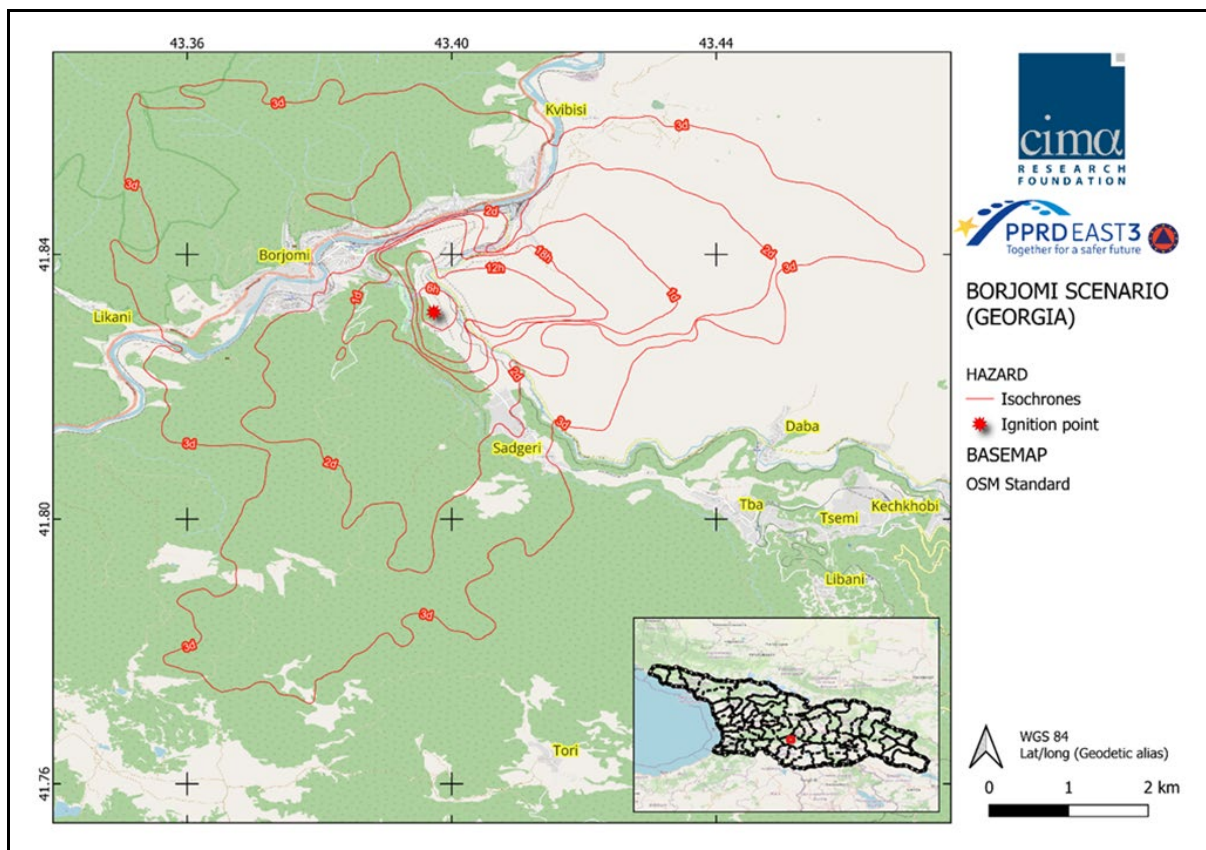 43.36 43.40 43.44
41.84
41.80
41.76
3d
3d
3d
Kvibisi
3d
2d
Borjomi
18h
2d
12h
3d
1d
1d
6h
Likani
2d
3d
3d
2d
Sadgeri
Daba
Tba
Tsemi
Kechkhobi
Libani
3d
3d
Tori
cima
RESEARCH
FOUNDATION
PPRD EAST3
Together for a safer future
BORJOMI SCENARIO
(GEORGIA)
HAZARD
Isochrones
Ignition point
BASEMAP
OSM Standard
WGS 84
Lat/long (Geodetic alias)
0 1 2 km